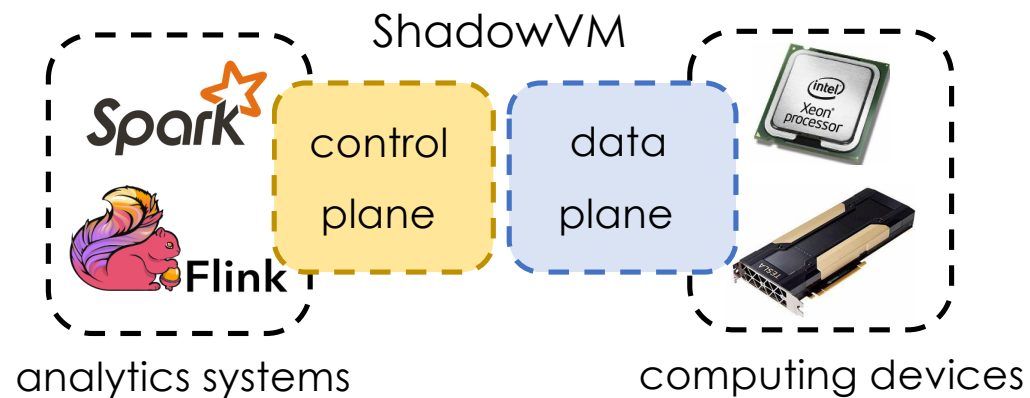 ShadowVM
Spark
Flink
control
plane
data
plane
intel
Xeon®
processor
TESLA
analytics systems
computing devices